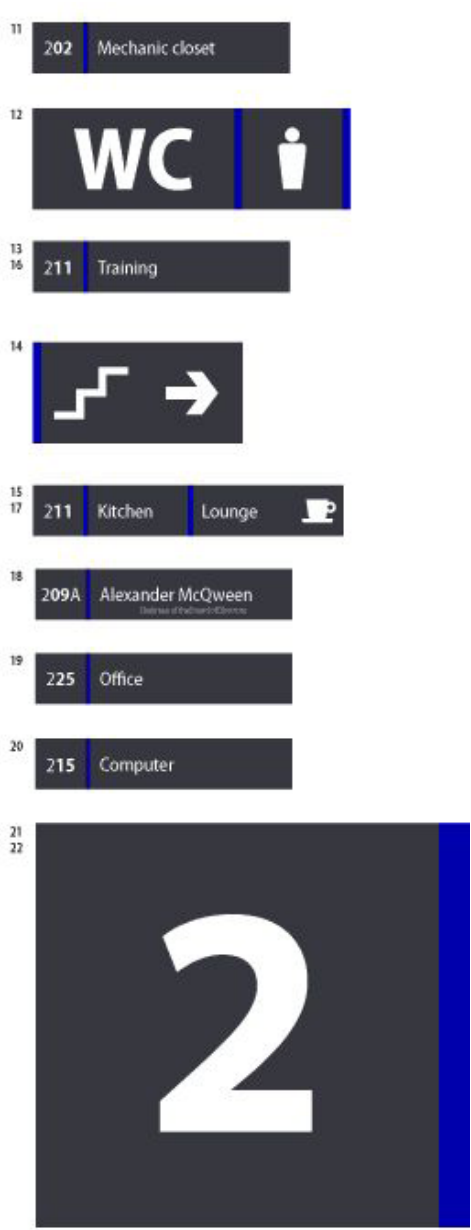 11
202 Mechanic closet
12
WC
13
16
211 Training
14
15
17
211 Kitchen Lounge
18
209A Alexander McQween
19
225 Office
20
215 Computer
21
22
2